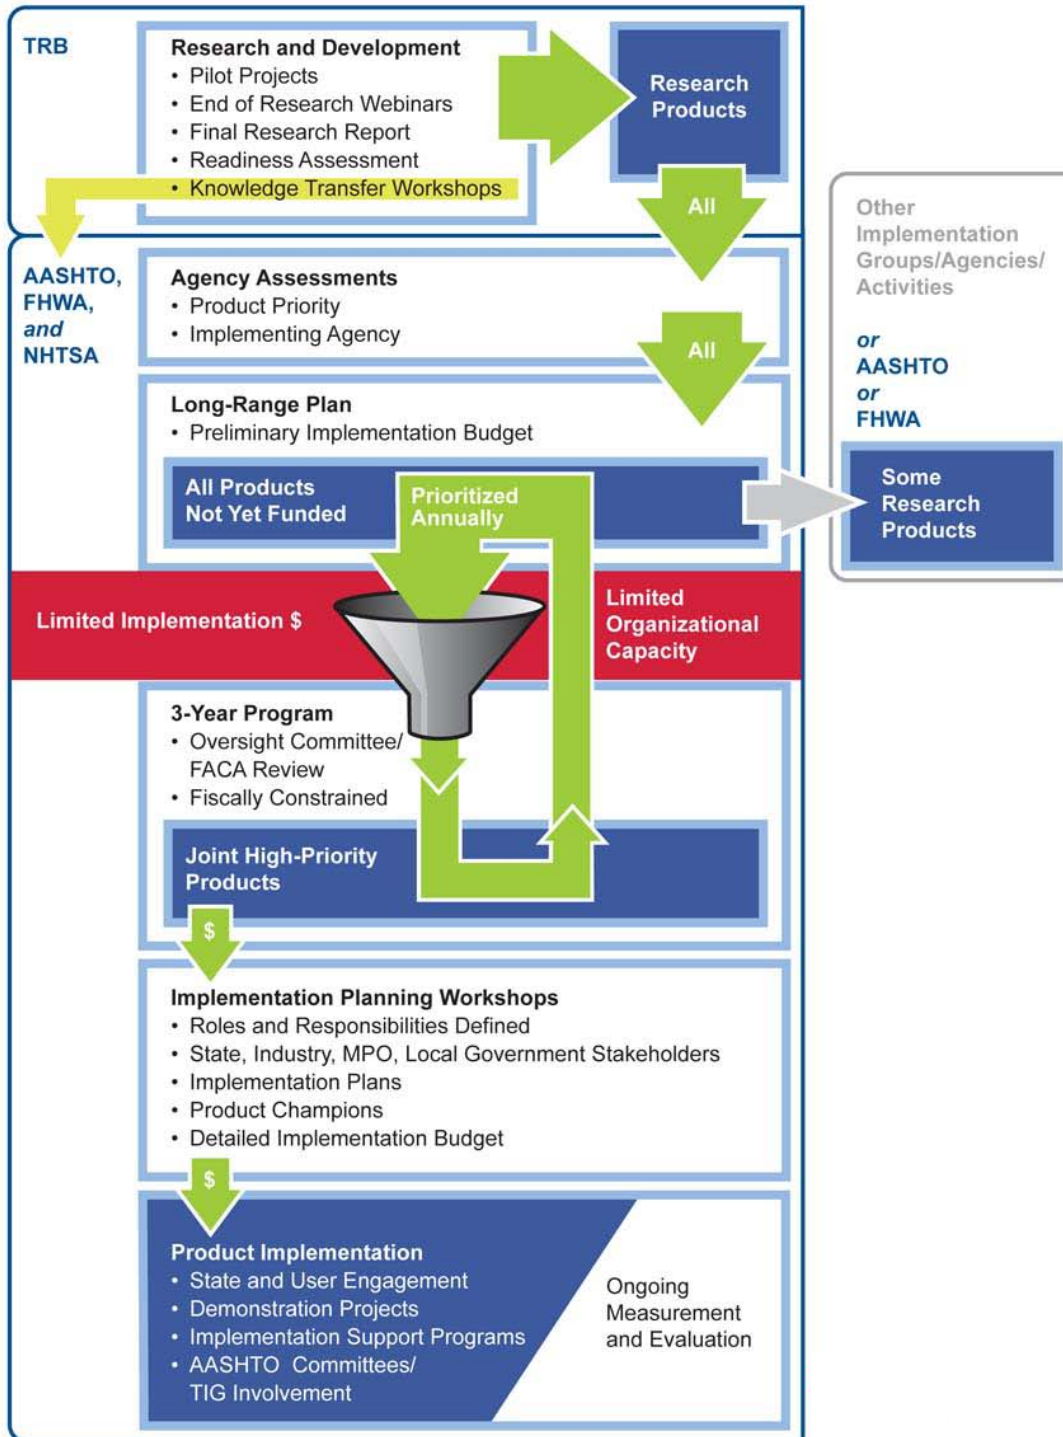 TRB
Research and Development
• Pilot Projects
• End of Research Webinars
• Final Research Report
• Readiness Assessment
• Knowledge Transfer Workshops
Research
Products
All
AASHTO,
FHWA,
and
NHTSA
Agency Assessments
• Product Priority
• Implementing Agency
All
Long-Range Plan
• Preliminary Implementation Budget
All Products
Not Yet Funded
Prioritized
Annually
Other
Implementation
Groups/Agencies/
Activities
or
AASHTO
or
FHWA
Some
Research
Products
Limited Implementation $
Limited
Organizational
Capacity
3-Year Program
• Oversight Committee/
FACA Review
• Fiscally Constrained
Joint High-Priority
Products
$
Implementation Planning Workshops
• Roles and Responsibilities Defined
• State, Industry, MPO, Local Government Stakeholders
• Implementation Plans
• Product Champions
• Detailed Implementation Budget
$
Product Implementation
• State and User Engagement
• Demonstration Projects
• Implementation Support Programs
• AASHTO Committees/
TIG Involvement
Ongoing
Measurement
and Evaluation